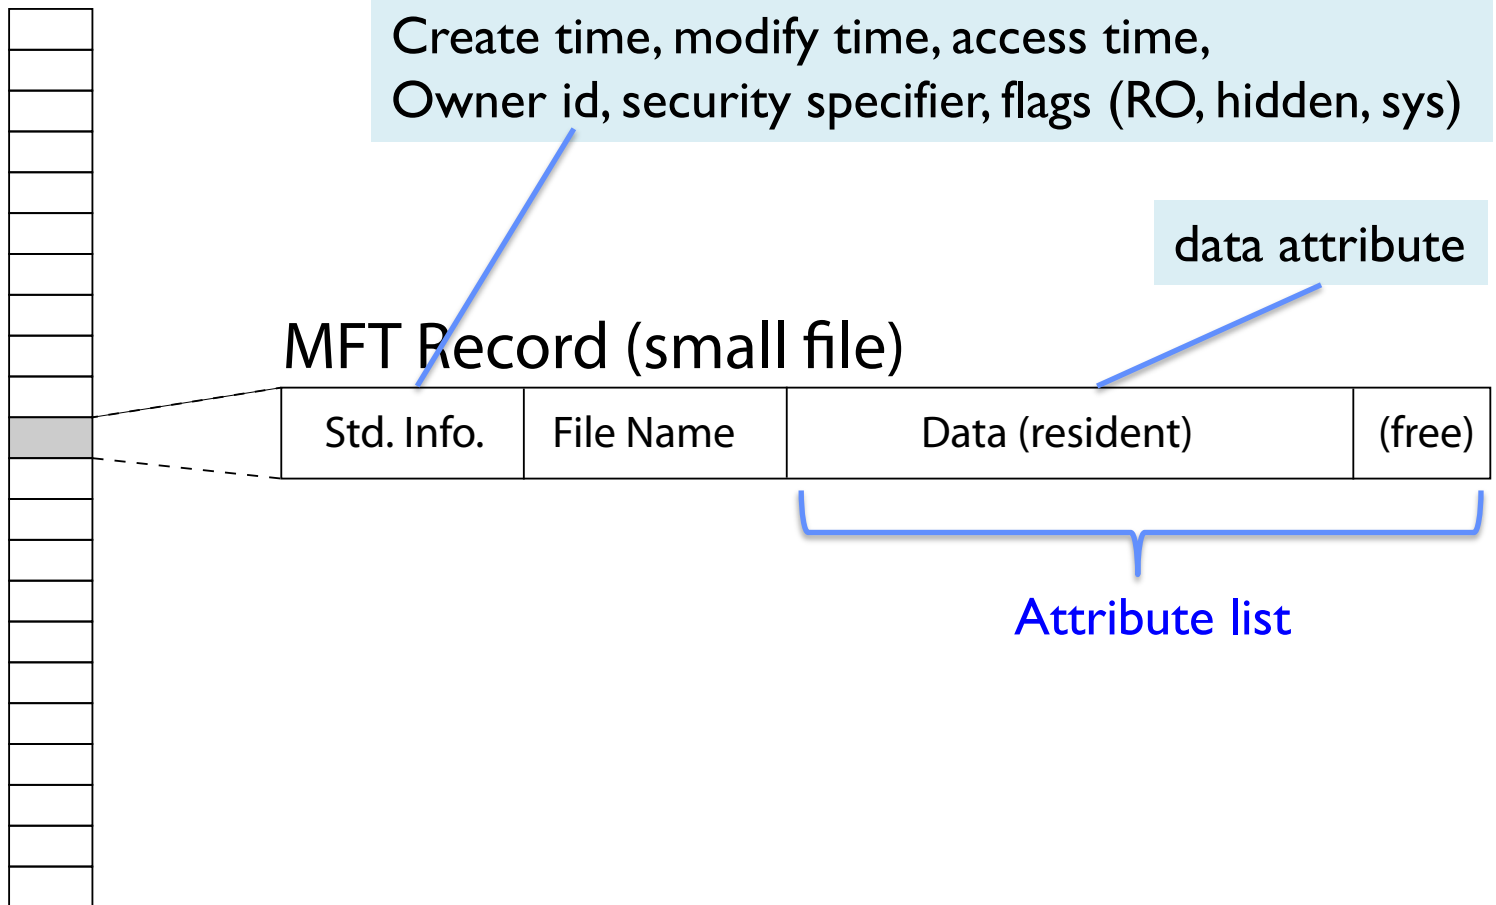 Create time, modify time, access time,
Owner id, security specifier, flags (RO, hidden, sys)
data attribute
MFT Record (small file)
Std. Info.
File Name
Data (resident)
(free)
Attribute list